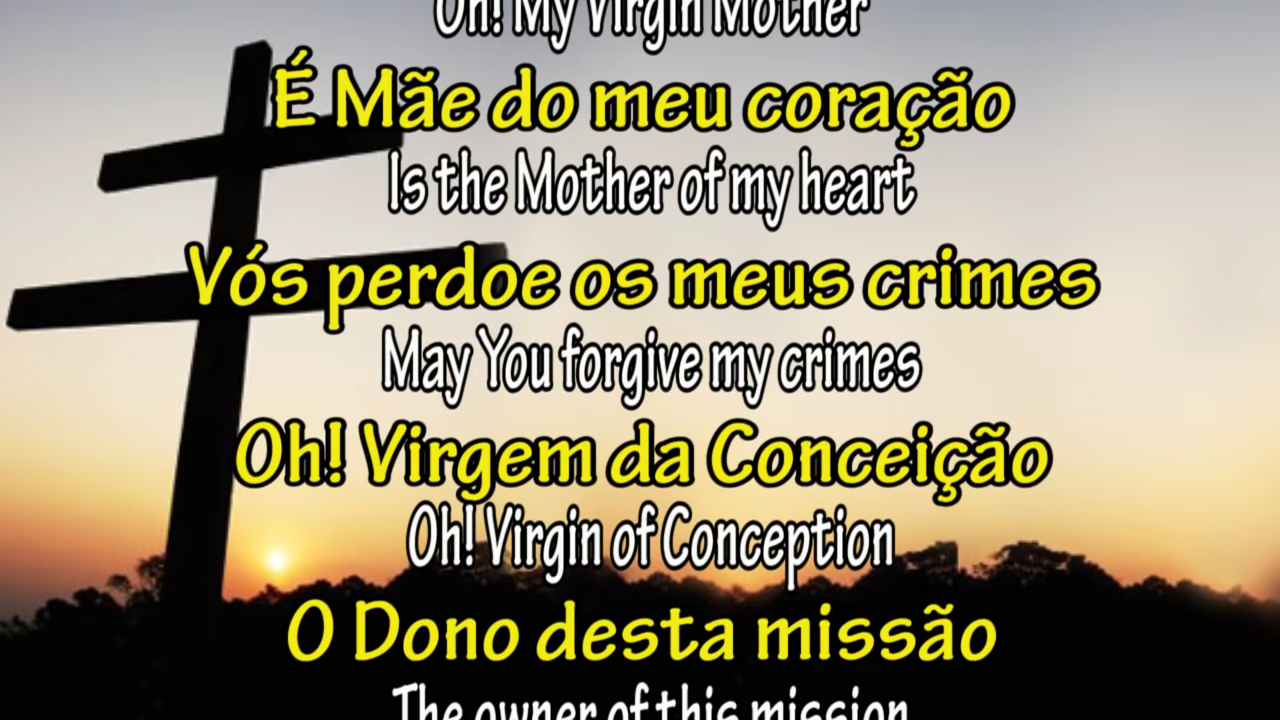 Oh! My Virgin Mother
É Mãe do meu coração
Is the Mother of my heart
Vós perdoe os meus crimes
May You forgive my crimes
Oh! Virgem da Conceição
Oh! Virgin of Conception
O Dono desta missão
The owner of this mission